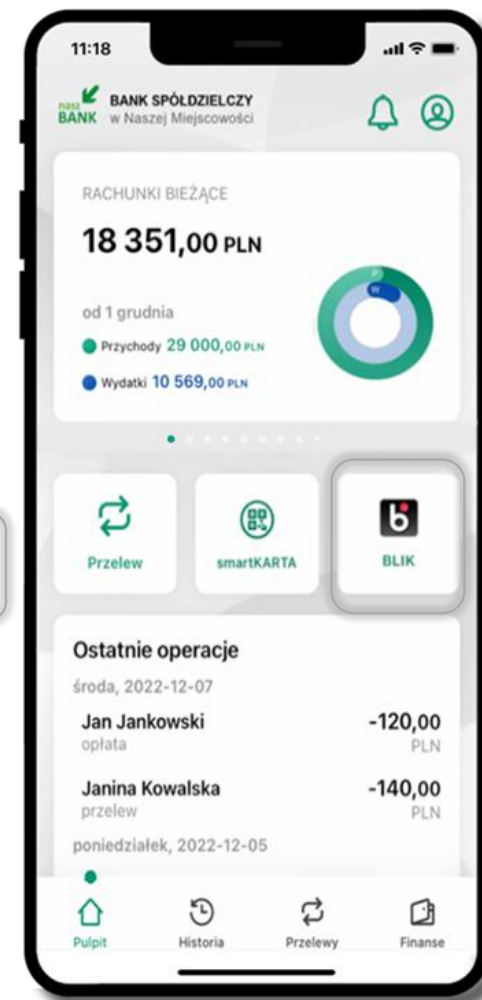 11:18
nasz BANK BANK SPÓŁDZIELCZY
w Naszej Miejscowości
RACHUNKI BIEŻĄCE
18 351,00 PLN
od 1 grudnia
P
W
Przychody 29 000,00 PLN
Wydatki 10 569,00 PLN
Przelew
smartKARTA
BLIK
Ostatnie operacje
środa, 2022-12-07
Jan Jankowski -120,00
opłata PLN
Janina Kowalska -140,00
przelew PLN
poniedziałek, 2022-12-05
Pulpit Historia Przelewy Finanse